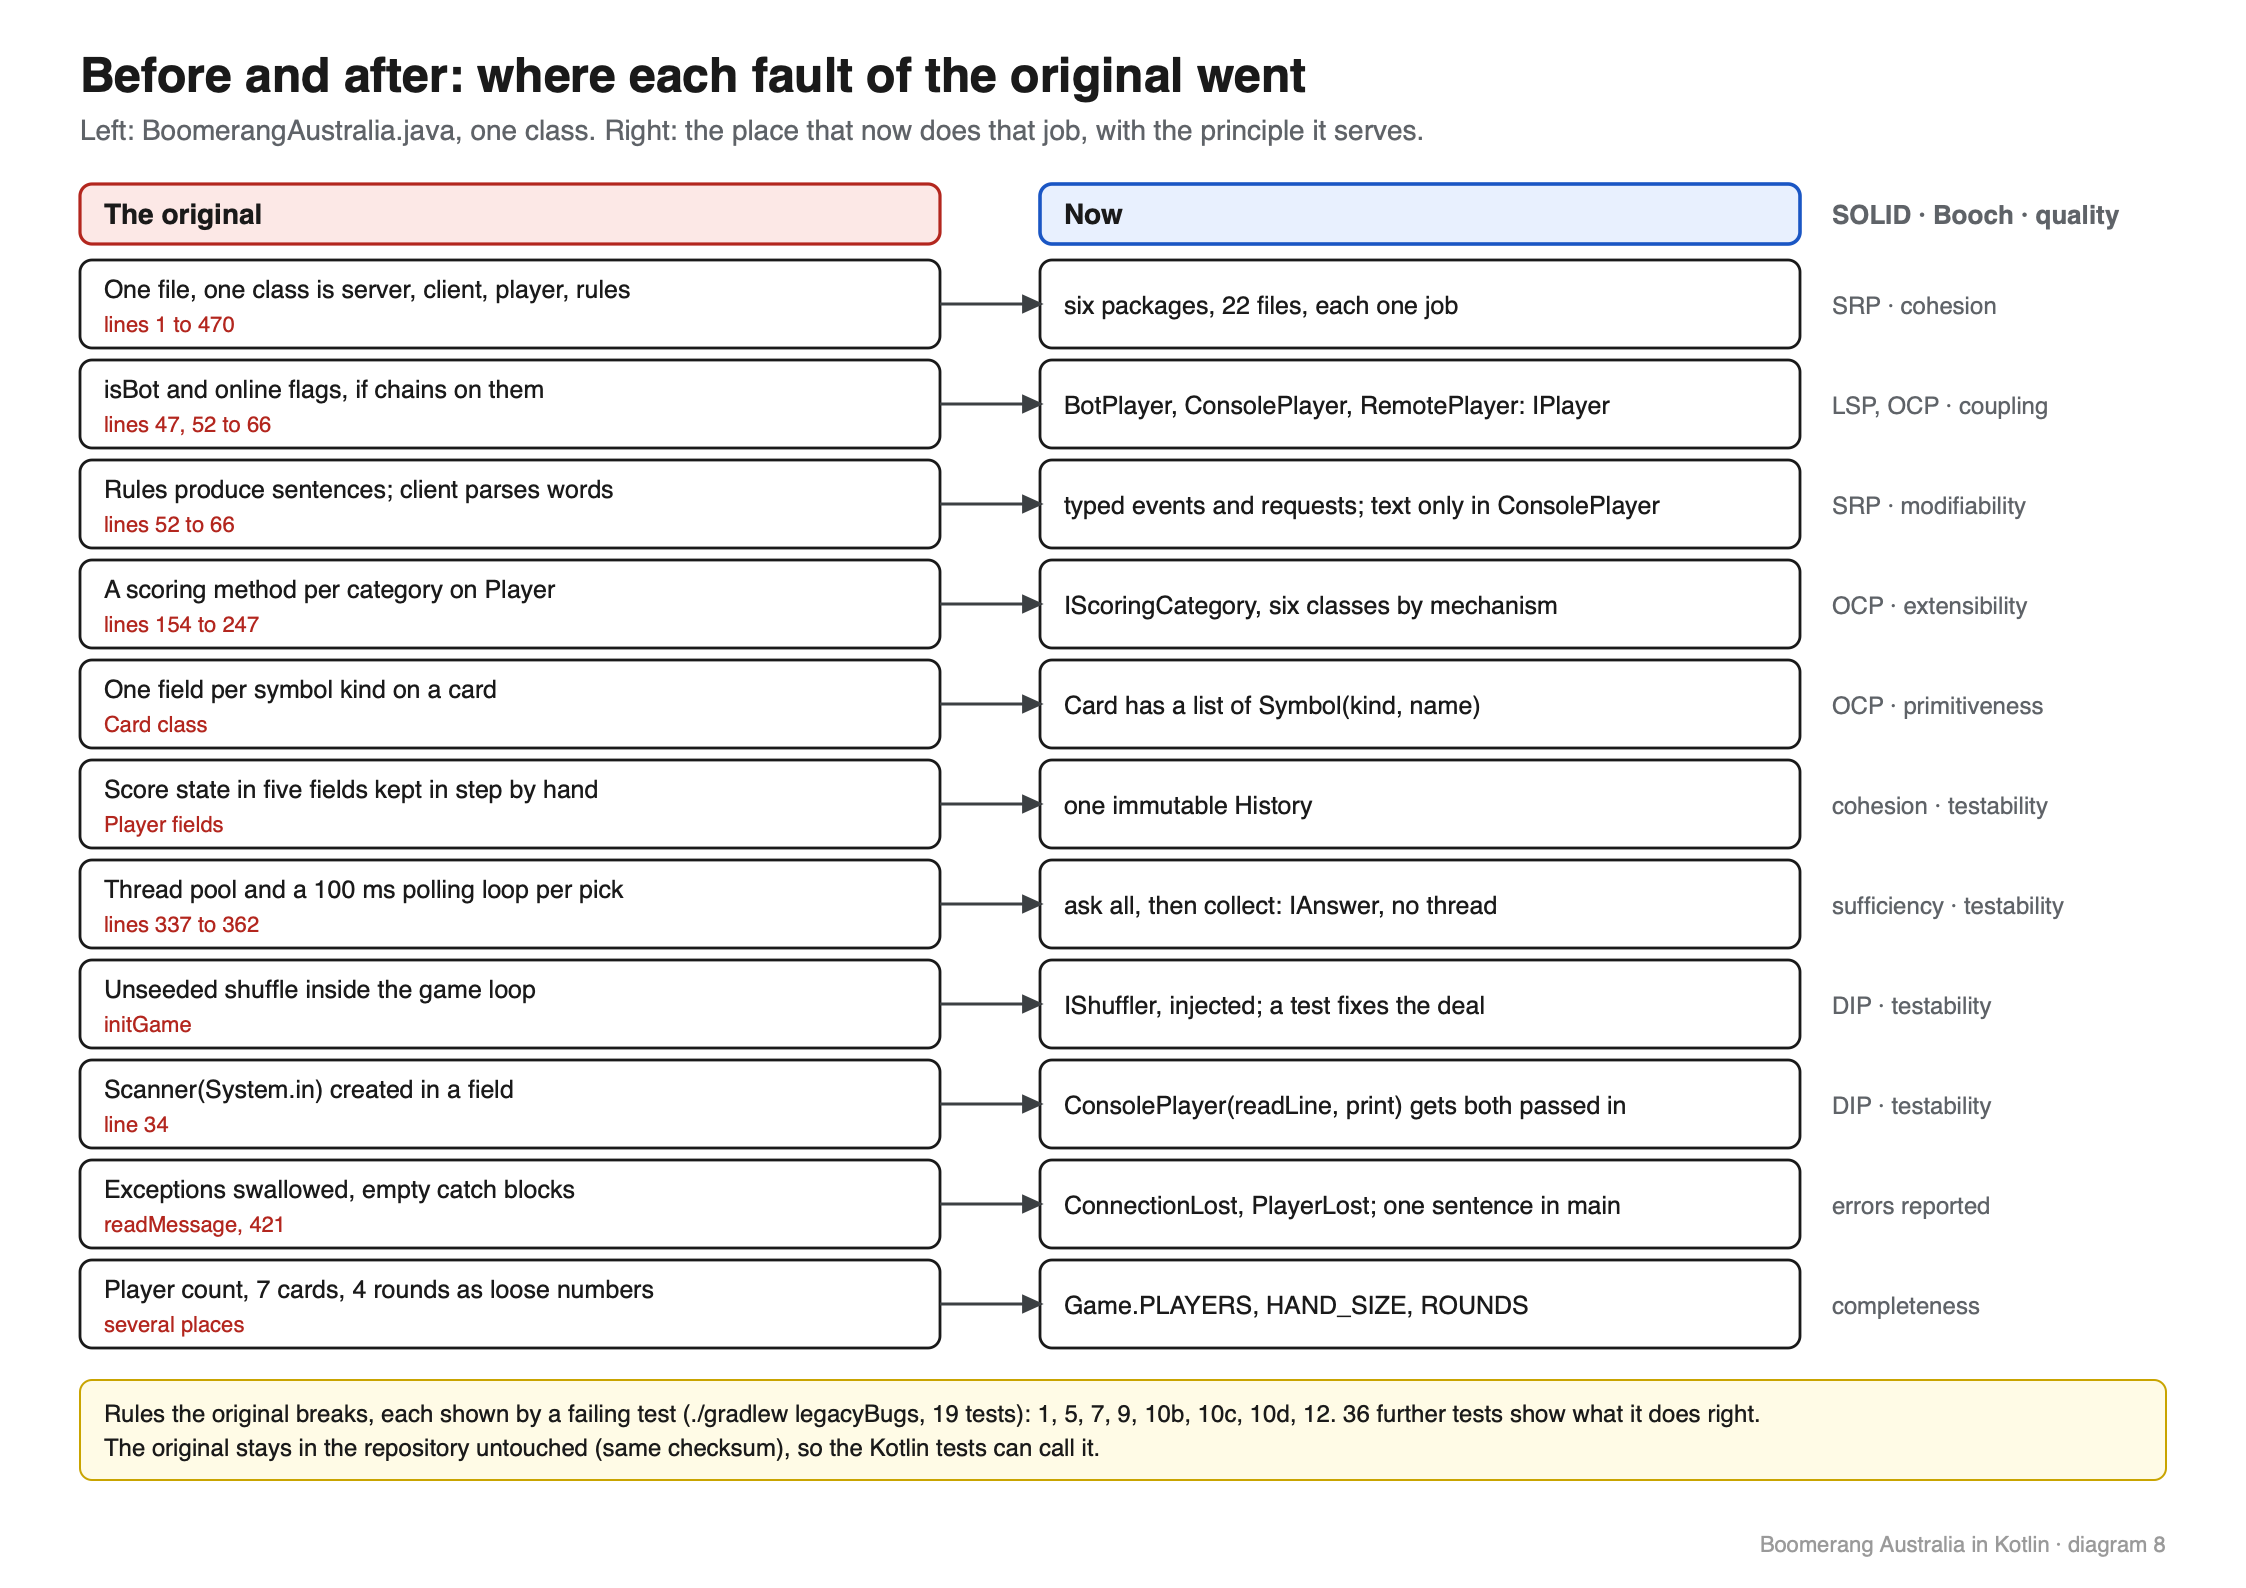 Before and after: where each fault of the original went
Left: BoomerangAustralia.java, one class. Right: the place that now does that job, with the principle it serves.
The original
Now
SOLID · Booch · quality
One file, one class is server, client, player, rules
lines 1 to 470
six packages, 22 files, each one job
SRP · cohesion
isBot and online flags, if chains on them
lines 47, 52 to 66
BotPlayer, ConsolePlayer, RemotePlayer: IPlayer
LSP, OCP · coupling
Rules produce sentences; client parses words
lines 52 to 66
typed events and requests; text only in ConsolePlayer
SRP · modifiability
A scoring method per category on Player
lines 154 to 247
IScoringCategory, six classes by mechanism
OCP · extensibility
One field per symbol kind on a card
Card class
Card has a list of Symbol(kind, name)
OCP · primitiveness
Score state in five fields kept in step by hand
Player fields
one immutable History
cohesion · testability
Thread pool and a 100 ms polling loop per pick
lines 337 to 362
ask all, then collect: IAnswer, no thread
sufficiency · testability
Unseeded shuffle inside the game loop
initGame
IShuffler, injected; a test fixes the deal
DIP · testability
Scanner(System.in) created in a field
line 34
ConsolePlayer(readLine, print) gets both passed in
DIP · testability
Exceptions swallowed, empty catch blocks
readMessage, 421
ConnectionLost, PlayerLost; one sentence in main
errors reported
Player count, 7 cards, 4 rounds as loose numbers
several places
Game.PLAYERS, HAND_SIZE, ROUNDS
completeness
Rules the original breaks, each shown by a failing test (./gradlew legacyBugs, 19 tests): 1, 5, 7, 9, 10b, 10c, 10d, 12. 36 further tests show what it does right.
The original stays in the repository untouched (same checksum), so the Kotlin tests can call it.
Boomerang Australia in Kotlin · diagram 8